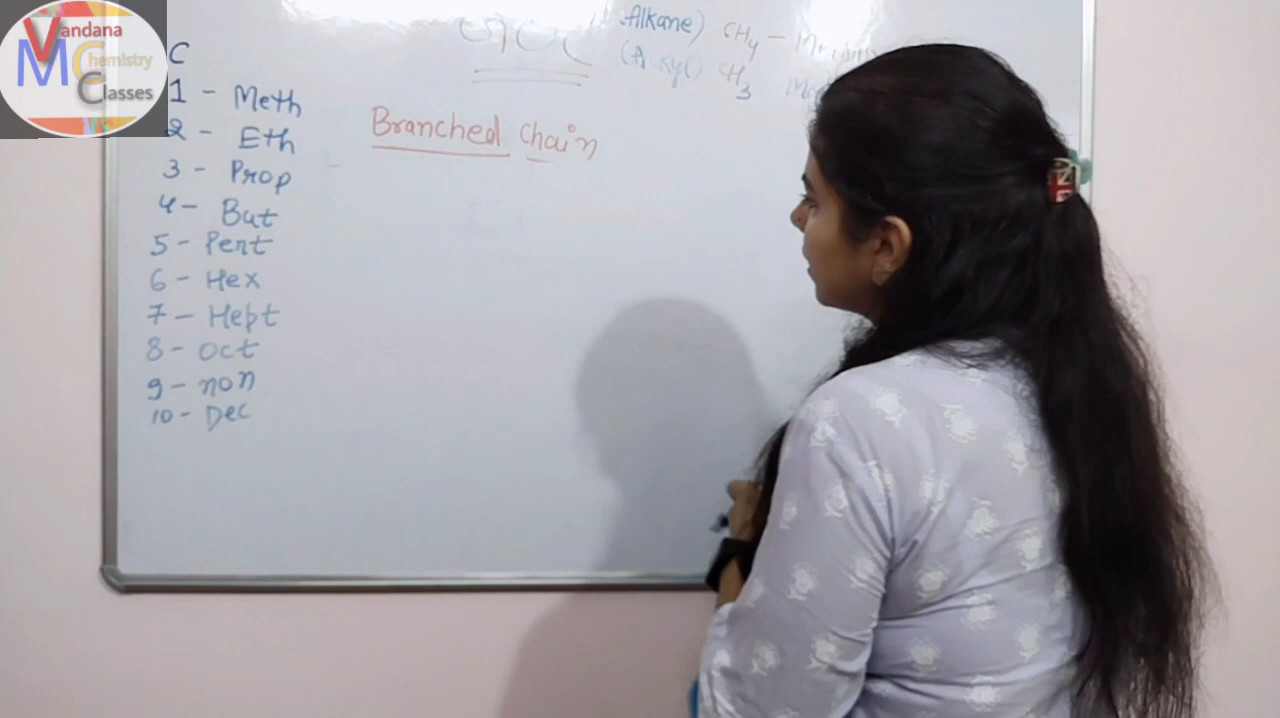 Vandana
Chemistry
Classes
C
1 - Meth
2 - Eth
3 - Prop
4 - But
5 - Pent
6 - Hex
7 - Hept
8 - Oct
9 - non
10 - Dec
Branched chain
Alkane) CH4 -
CH3